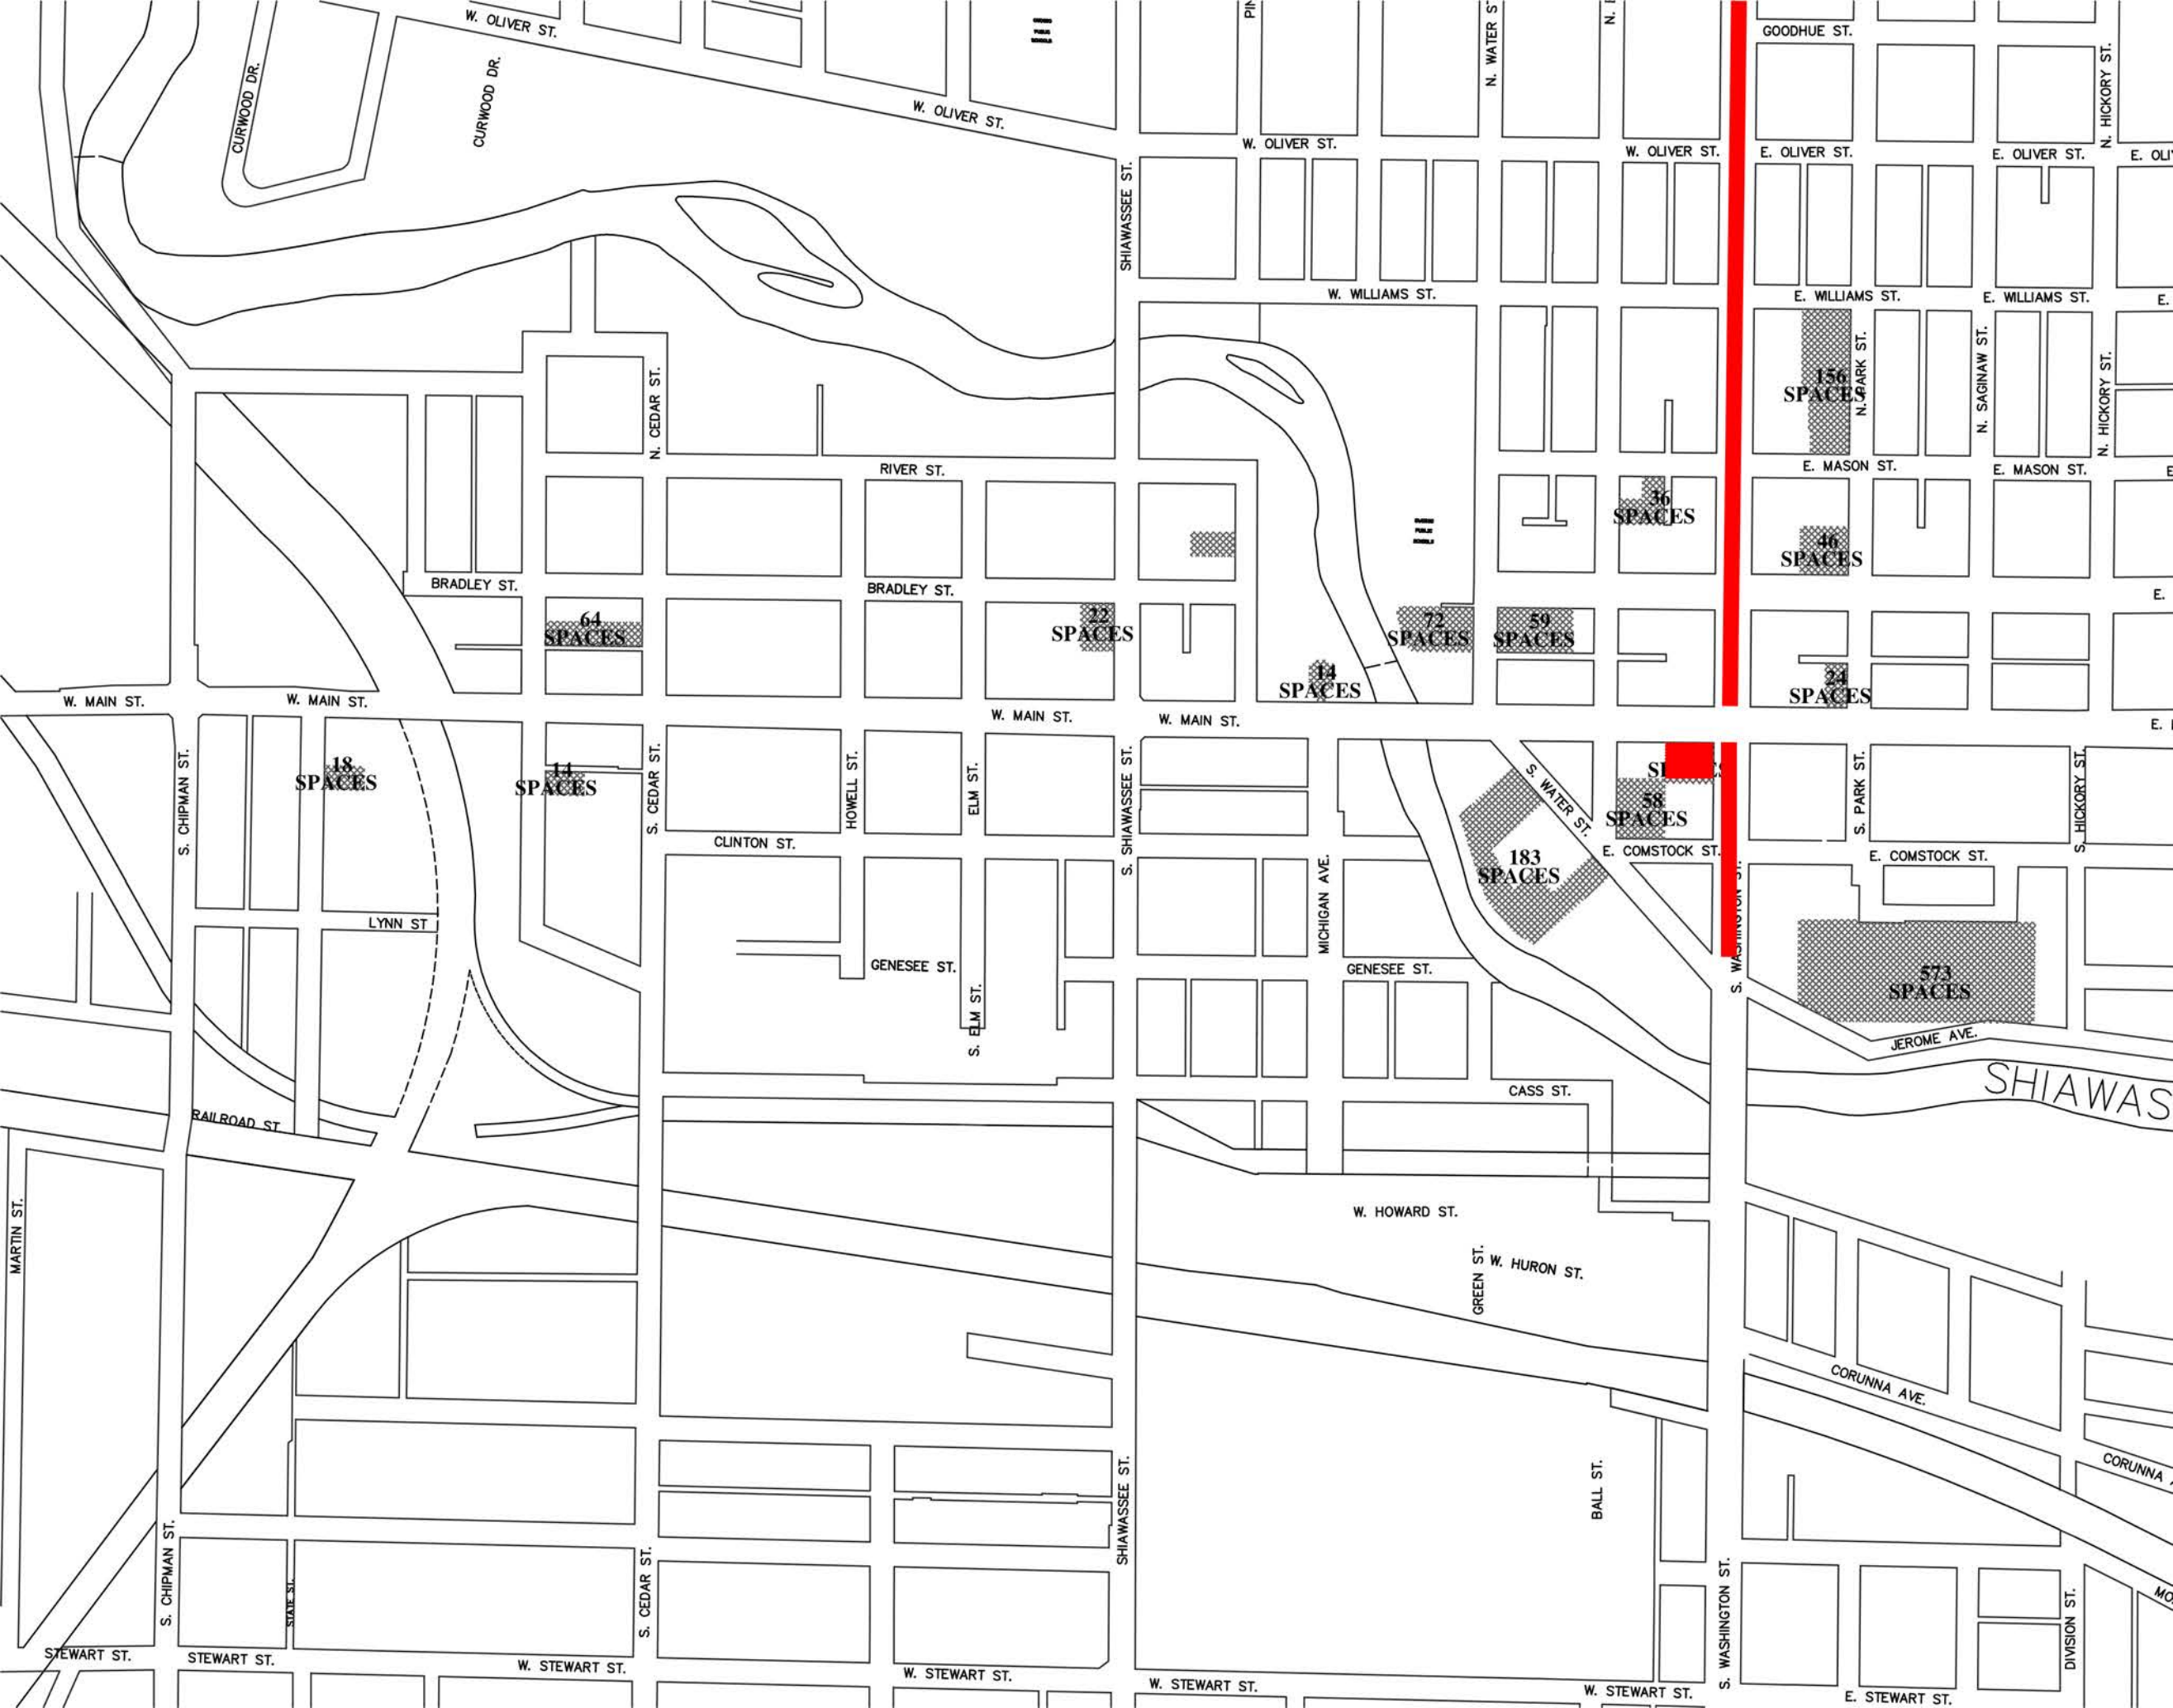 W. OLIVER ST.
CURWOOD DR.
CURWOOD DR.
W. OLIVER ST.
GOODHUE ST.
N. WATER
N. HICKORY ST.
W. OLIVER ST.
W. OLIVER ST.
E. OLIVER ST.
E. OLIVER ST.
SHIAWASSEE ST.
W. WILLIAMS ST.
E. WILLIAMS ST.
E. WILLIAMS ST.
E.
156
SPACES
N. PARK ST.
N. SAGINAW ST.
N. HICKORY ST.
N. CEDAR ST.
RIVER ST.
E. MASON ST.
E. MASON ST.
36
SPACES
OWOSSO
PUBLIC
SCHOOLS
46
SPACES
BRADLEY ST.
BRADLEY ST.
E.
64
SPACES
22
SPACES
72
SPACES
59
SPACES
14
SPACES
24
SPACES
W. MAIN ST.
W. MAIN ST.
W. MAIN ST.
W. MAIN ST.
E.
18
SPACES
14
SPACES
S. CHIPMAN ST.
S. CEDAR ST.
HOWELL ST.
ELM ST.
S. SHIAWASSEE ST.
S. WATER ST.
58
SPACES
S. PARK ST.
S. HICKORY ST.
CLINTON ST.
183
SPACES
E. COMSTOCK ST.
E. COMSTOCK ST.
MICHIGAN AVE.
LYNN ST
GENESEE ST.
GENESEE ST.
S. WASHINGTON ST.
573
SPACES
S. ELM ST.
JEROME AVE.
CASS ST.
SHIAWAS
RAILROAD ST
MARTIN ST.
W. HOWARD ST.
GREEN ST.
W. HURON ST.
CORUNNA AVE.
CORUNNA
SHIAWASSEE ST.
BALL ST.
S. CHIPMAN ST.
STATE ST.
S. CEDAR ST.
S. WASHINGTON ST.
DIVISION ST.
STEWART ST.
STEWART ST.
W. STEWART ST.
W. STEWART ST.
W. STEWART ST.
W. STEWART ST.
E. STEWART ST.